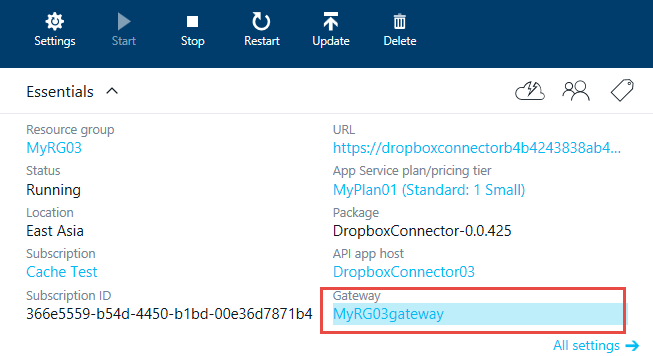 Settings
Start
Stop
Restart
Update
Delete
Essentials
Resource group
MyRG03
URL
https://dropboxconnectorb4b4243838ab4...
Status
Running
App Service plan/pricing tier
MyPlan01 (Standard: 1 Small)
Location
East Asia
Package
DropboxConnector-0.0.425
Subscription
Cache Test
API app host
DropboxConnector03
Subscription ID
366e5559-b54d-4450-b1bd-00e36d7871b4
Gateway
MyRG03gateway
All settings